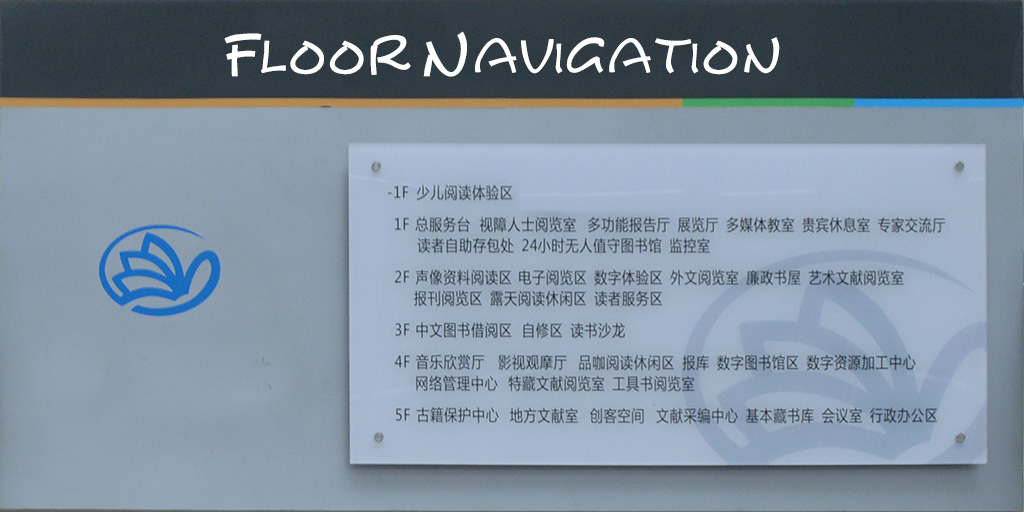 FLOOR NAVIGATION
-1F 少儿阅读体验区
1F 总服务台 视障人士阅览室 多功能报告厅 展览厅 多媒体教室 贵宾休息室 专家交流厅
读者自助存包处 24小时无人值守图书馆 监控室
2F 声像资料阅读区 电子阅览区 数字体验区 外文阅览室 廉政书屋 艺术文献阅览室
报刊阅览区 露天阅读休闲区 读者服务区
3F 中文图书借阅区 自修区 读书沙龙
4F 音乐欣赏厅 影视观摩厅 品咖阅读休闲区 报库 数字图书馆区 数字资源加工中心
网络管理中心 特藏文献阅览室 工具书阅览室
5F 古籍保护中心 地方文献室 创客空间 文献采编中心 基本藏书库 会议室 行政办公区